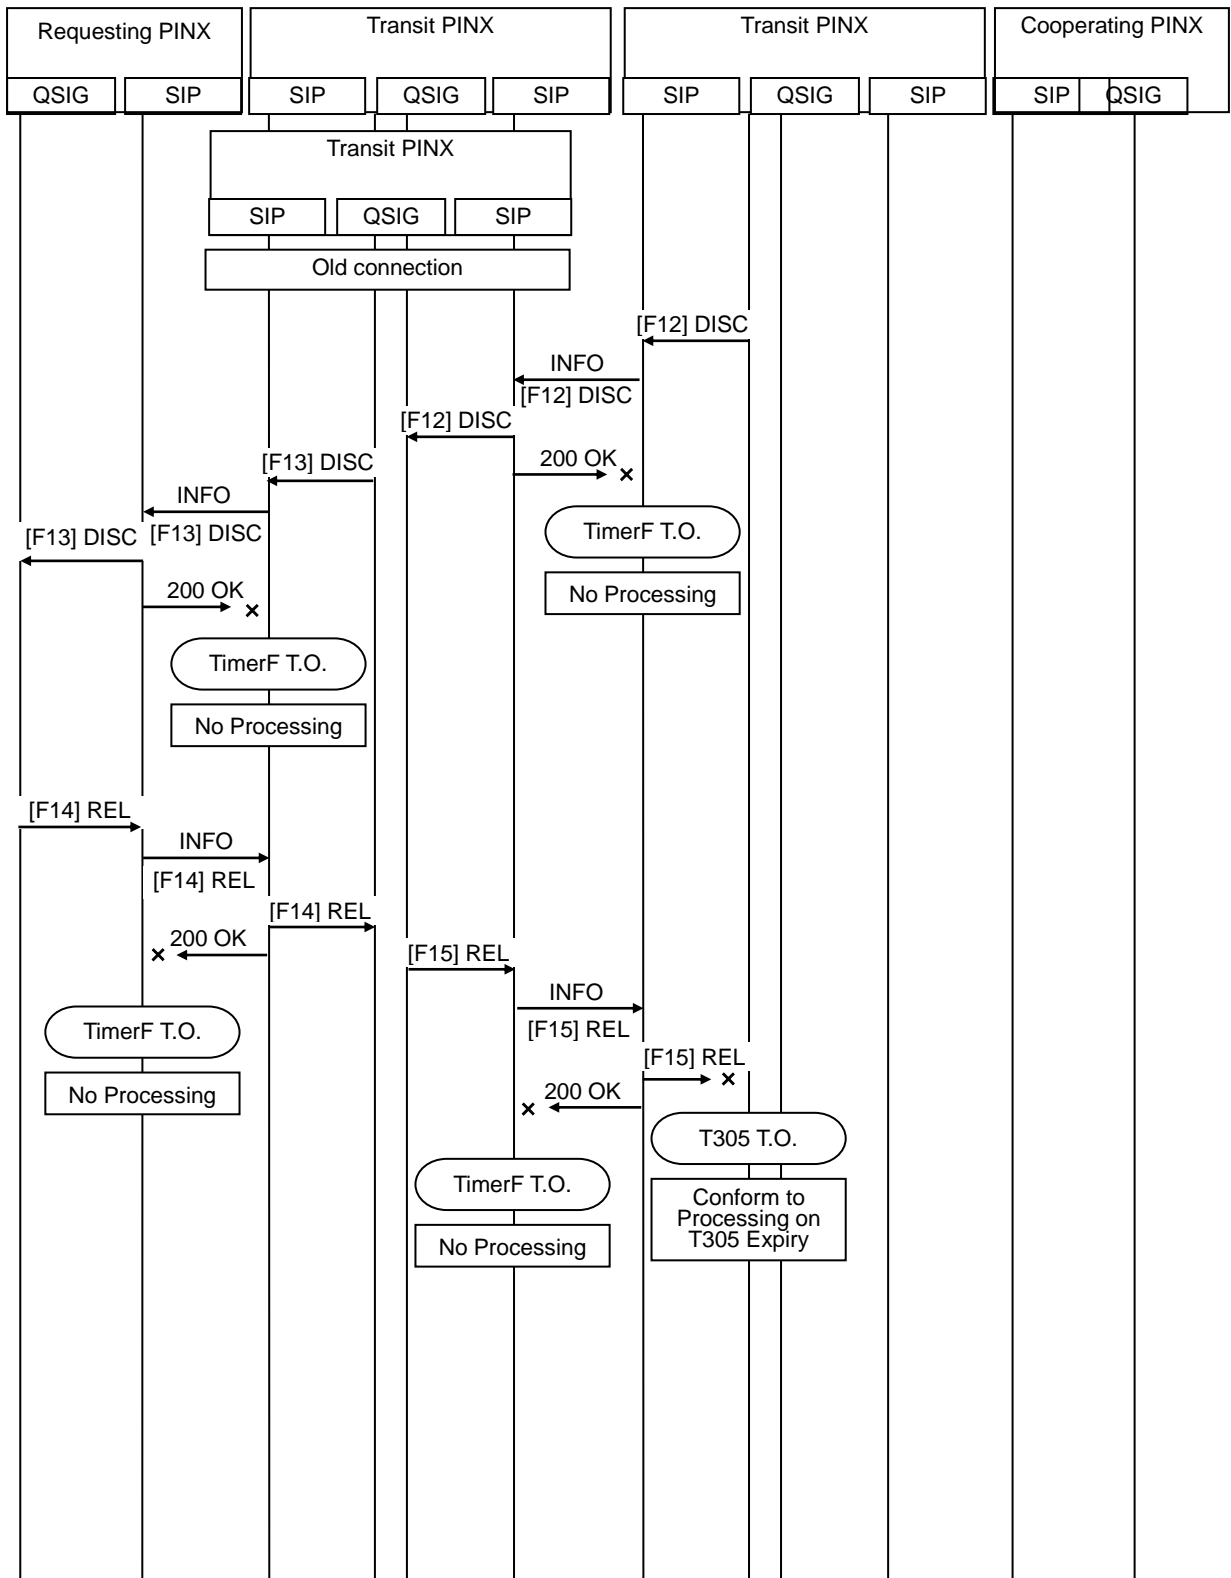 Requesting PINX
Transit PINX
Transit PINX
Cooperating PINX
QSIG
SIP
SIP
QSIG
SIP
SIP
QSIG
SIP
SIP
QSIG
Transit PINX
SIP
QSIG
SIP
Old connection
[F12] DISC
INFO
[F12] DISC
[F12] DISC
200 OK
[F13] DISC
INFO
[F13] DISC
[F13] DISC
TimerF T.O.
No Processing
200 OK
TimerF T.O.
No Processing
[F14] REL
INFO
[F14] REL
[F14] REL
200 OK
[F15] REL
INFO
[F15] REL
TimerF T.O.
No Processing
[F15] REL
200 OK
T305 T.O.
TimerF T.O.
No Processing
Conform to
Processing on
T305 Expiry